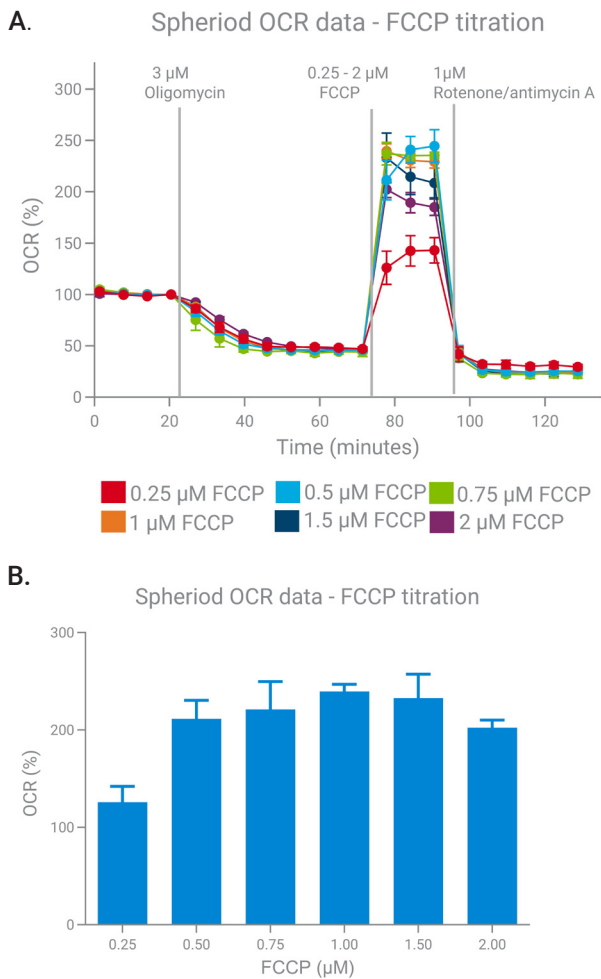 A.
Spheriod OCR data - FCCP titration
3 µM
Oligomycin
0.25 - 2 µM
FCCP
1µM
Rotenone/antimycin A
300
250
200
150
100
50
0
OCR (%)
0 20 40 60 80 100 120
Time (minutes)
0.25 µM FCCP
0.5 µM FCCP
0.75 µM FCCP
1 µM FCCP
1.5 µM FCCP
2 µM FCCP
B.
Spheriod OCR data - FCCP titration
300
200
100
0
OCR (%)
0.25 0.50 0.75 1.00 1.50 2.00
FCCP (µM)